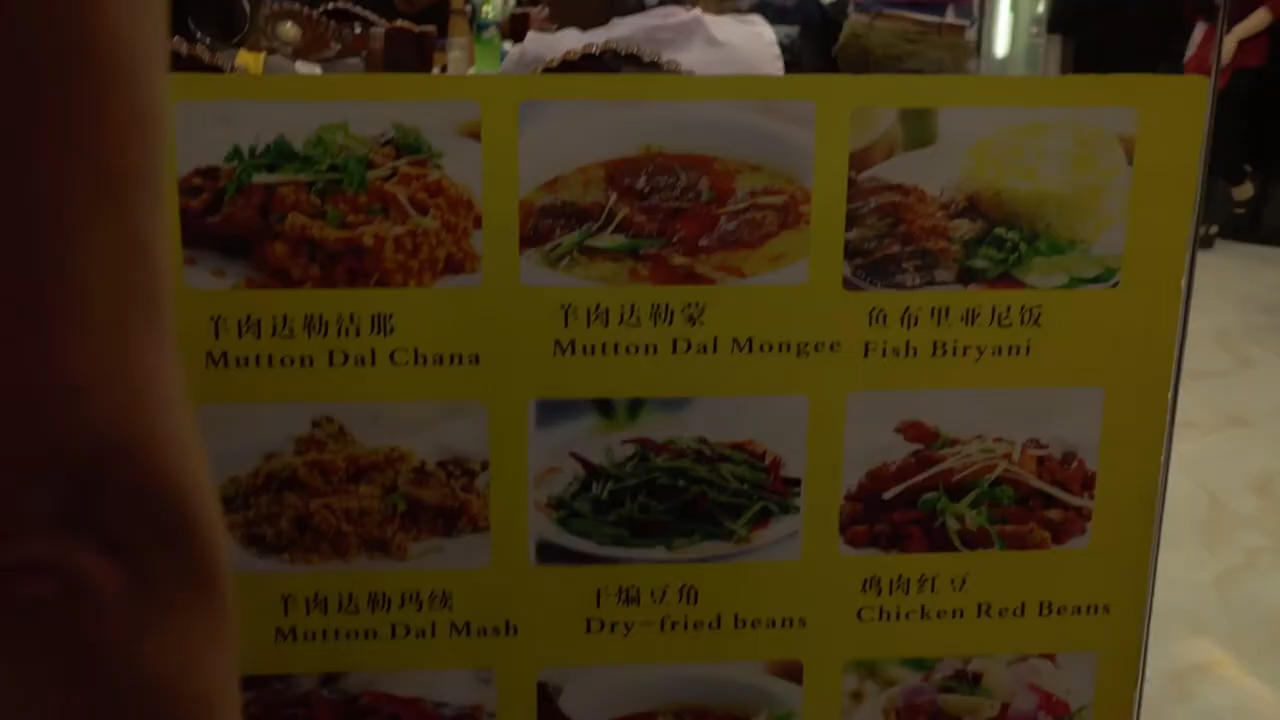 羊肉达勒洁那
Mutton Dal Chana
羊肉达勒蒙
Mutton Dal Mongee
鱼布里亚尼饭
Fish Biryani
羊肉达勒玛绒
Mutton Dal Mash
干煸豆角
Dry-fried beans
鸡肉红豆
Chicken Red Beans